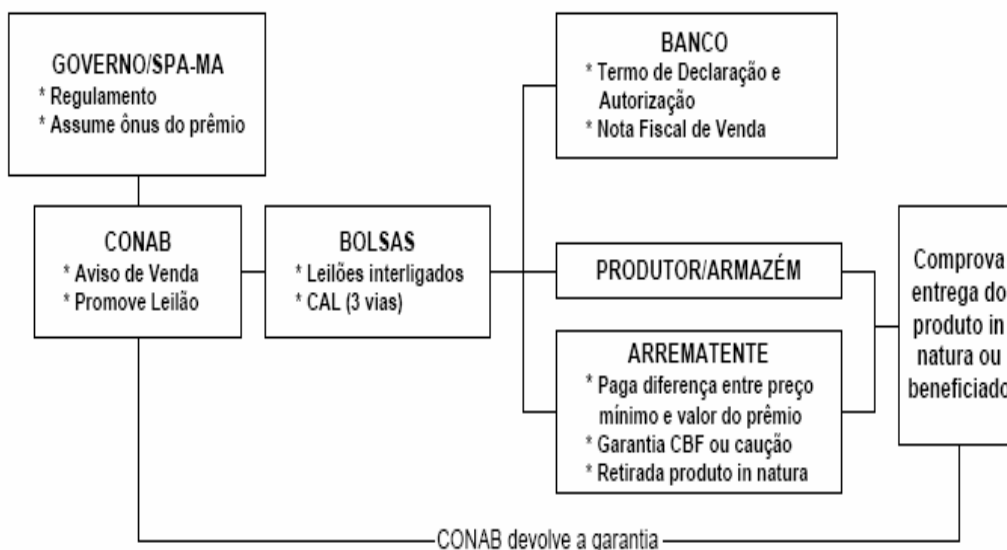 GOVERNO/SPA-MA
* Regulamento
* Assume ônus do prêmio
CONAB
* Aviso de Venda
* Promove Leilão
BOLSAS
* Leilões interligados
* CAL (3 vias)
BANCO
* Termo de Declaração e
Autorização
* Nota Fiscal de Venda
PRODUTOR/ARMAZÉM
ARREMATENTE
* Paga diferença entre preço
mínimo e valor do prêmio
* Garantia CBF ou caução
* Retirada produto in natura
Comprova
entrega do
produto in
natura ou
beneficiado
CONAB devolve a garantia